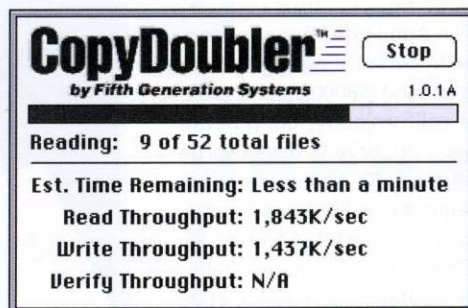 CopyDoubler™ Stop
by Fifth Generation Systems 1.0.1A
Reading: 9 of 52 total files
Est. Time Remaining: Less than a minute
Read Throughput: 1,843K/sec
Write Throughput: 1,437K/sec
Verify Throughput: N/A